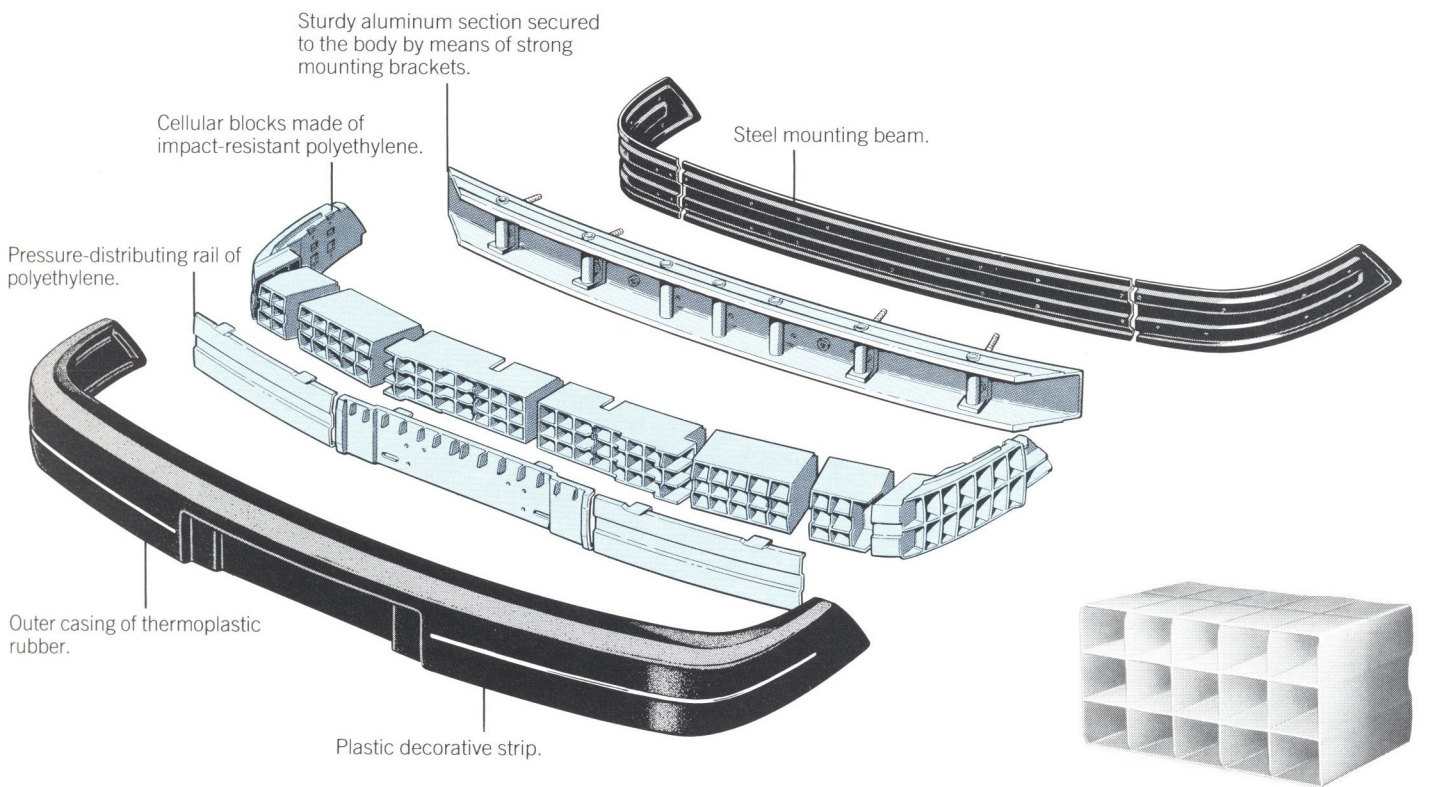 Sturdy aluminum section secured
to the body by means of strong
mounting brackets.
Cellular blocks made of
impact-resistant polyethylene.
Steel mounting beam.
Pressure-distributing rail of
polyethylene.
Outer casing of thermoplastic
rubber.
Plastic decorative strip.